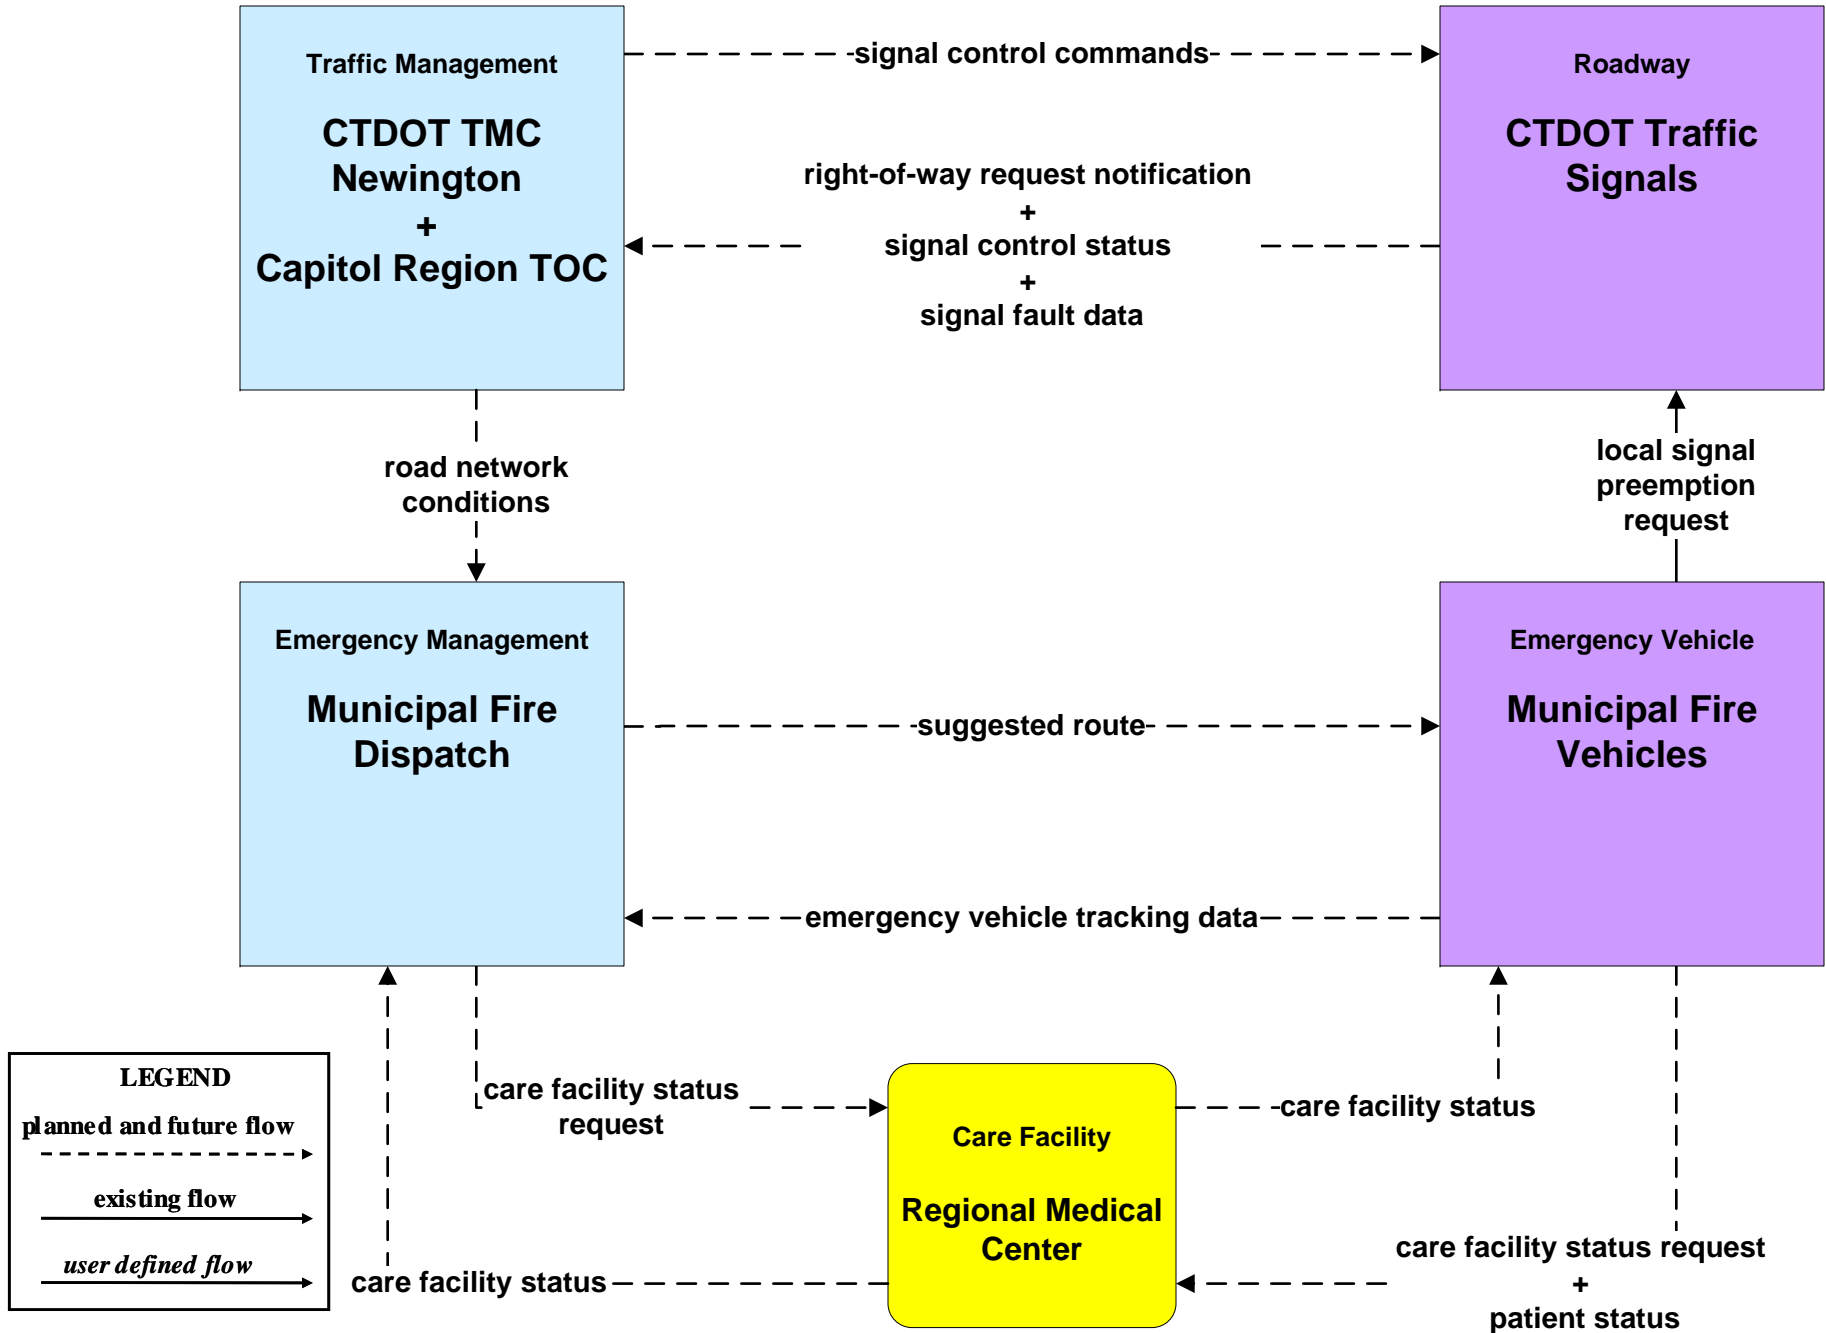 Traffic Management
CTDOT TMC
Newington
+
Capitol Region TOC
signal control commands
Roadway
CTDOT Traffic
Signals
right-of-way request notification
+
signal control status
+
signal fault data
road network
conditions
local signal
preemption
request
Emergency Management
Municipal Fire
Dispatch
suggested route
emergency vehicle tracking data
Emergency Vehicle
Municipal Fire
Vehicles
LEGEND
planned and future flow
existing flow
user defined flow
care facility status
request
care facility status
Care Facility
Regional Medical
Center
care facility status
care facility status request
+
patient status